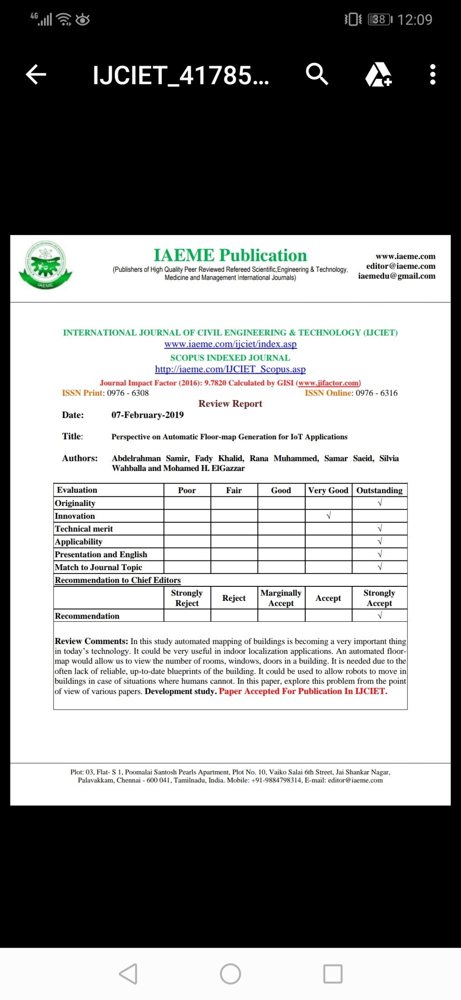 4G 38 12:09
IJCIET_41785...
IAEME
IAEME Publication
(Publishers of High Quality Peer Reviewed Refereed Scientific,Engineering & Technology,
Medicine and Management International Journals)
www.iaeme.com
editor@iaeme.com
iaemedu@gmail.com
INTERNATIONAL JOURNAL OF CIVIL ENGINEERING & TECHNOLOGY (IJCIET)
www.iaeme.com/ijciet/index.asp
SCOPUS INDEXED JOURNAL
http://iaeme.com/IJCIET_Scopus.asp
Journal Impact Factor (2016): 9.7820 Calculated by GISI (www.jifactor.com)
ISSN Print: 0976 - 6308 ISSN Online: 0976 - 6316
Review Report
Date: 07-February-2019
Title: Perspective on Automatic Floor-map Generation for IoT Applications
Authors: Abdelrahman Samir, Fady Khalid, Rana Muhammed, Samar Saeid, Silvia
Wahballa and Mohamed H. ElGazzar
Evaluation Poor Fair Good Very Good Outstanding
Originality √
Innovation √
Technical merit √
Applicability √
Presentation and English √
Match to Journal Topic √
Recommendation to Chief Editors
Strongly Reject Reject Marginally Accept Accept Strongly Accept
Recommendation √
Review Comments: In this study automated mapping of buildings is becoming a very important thing
in today's technology. It could be very useful in indoor localization applications. An automated floor-
map would allow us to view the number of rooms, windows, doors in a building. It is needed due to the
often lack of reliable, up-to-date blueprints of the building. It could be used to allow robots to move in
buildings in case of situations where humans cannot. In this paper, explore this problem from the point
of view of various papers. Development study. Paper Accepted For Publication In IJCIET.
Plot: 03, Flat- S 1, Poomalai Santosh Pearls Apartment, Plot No. 10, Vaiko Salai 6th Street, Jai Shankar Nagar,
Palavakkam, Chennai - 600 041, Tamilnadu, India. Mobile: +91-9884798314, E-mail: editor@iaeme.com